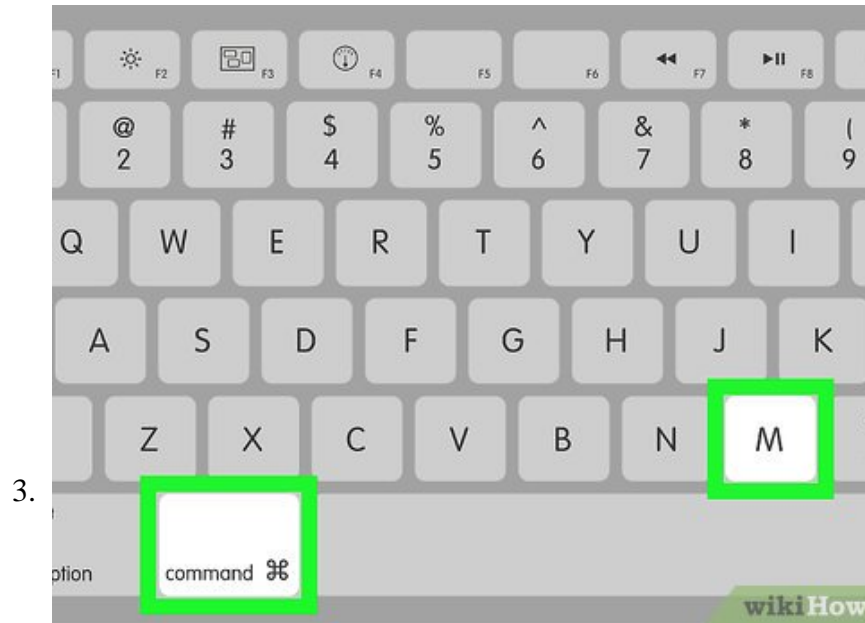 F1 F2 F3 F4 F5 F6 F7 F8
@ # $ % ^ & * (
2 3 4 5 6 7 8 9
Q W E R T Y U I
A S D F G H J K
Z X C V B N M
3.
ption command ⌘
wikiHow